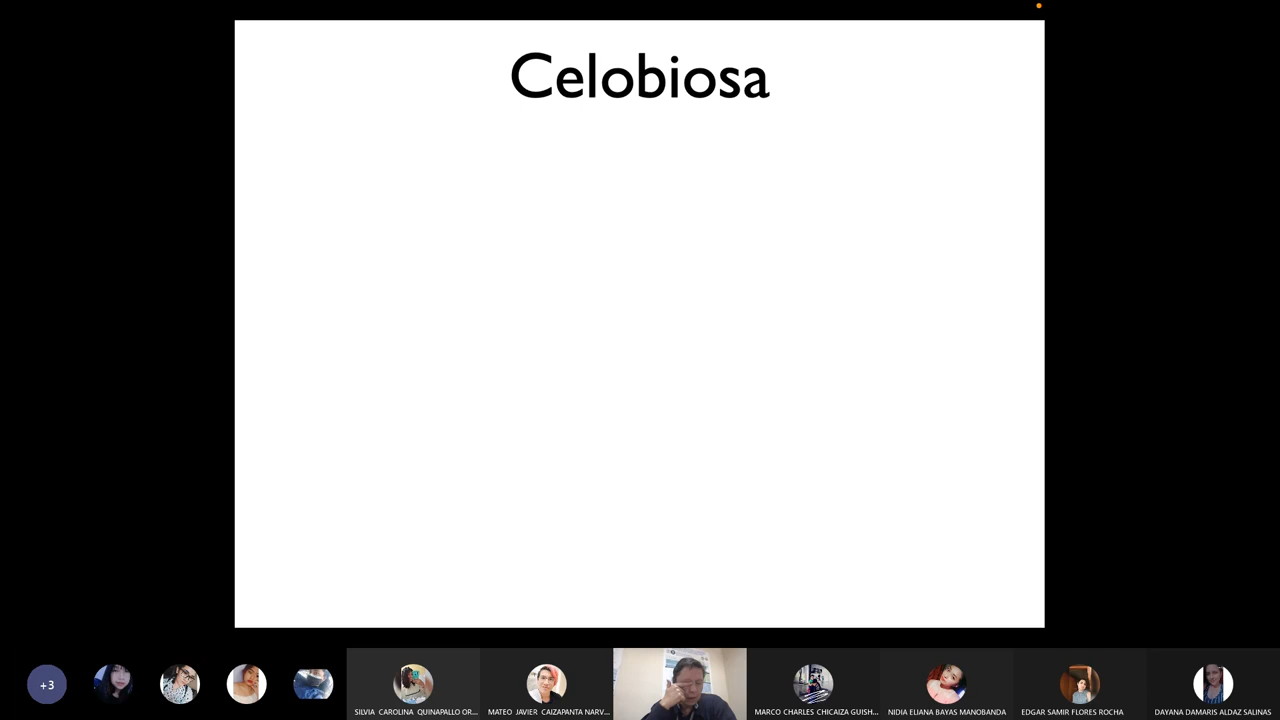 Celobiosa
+3
SILVIA CAROLINA QUINAPALLO OR...
MATEO JAVIER CAIZAPANTA NARV...
MARCO CHARLES CHICAIZA GUISH...
NIDIA ELIANA BAYAS MANOBANDA
EDGAR SAMIR FLORES ROCHA
DAYANA DAMARIS ALDAZ SALINAS